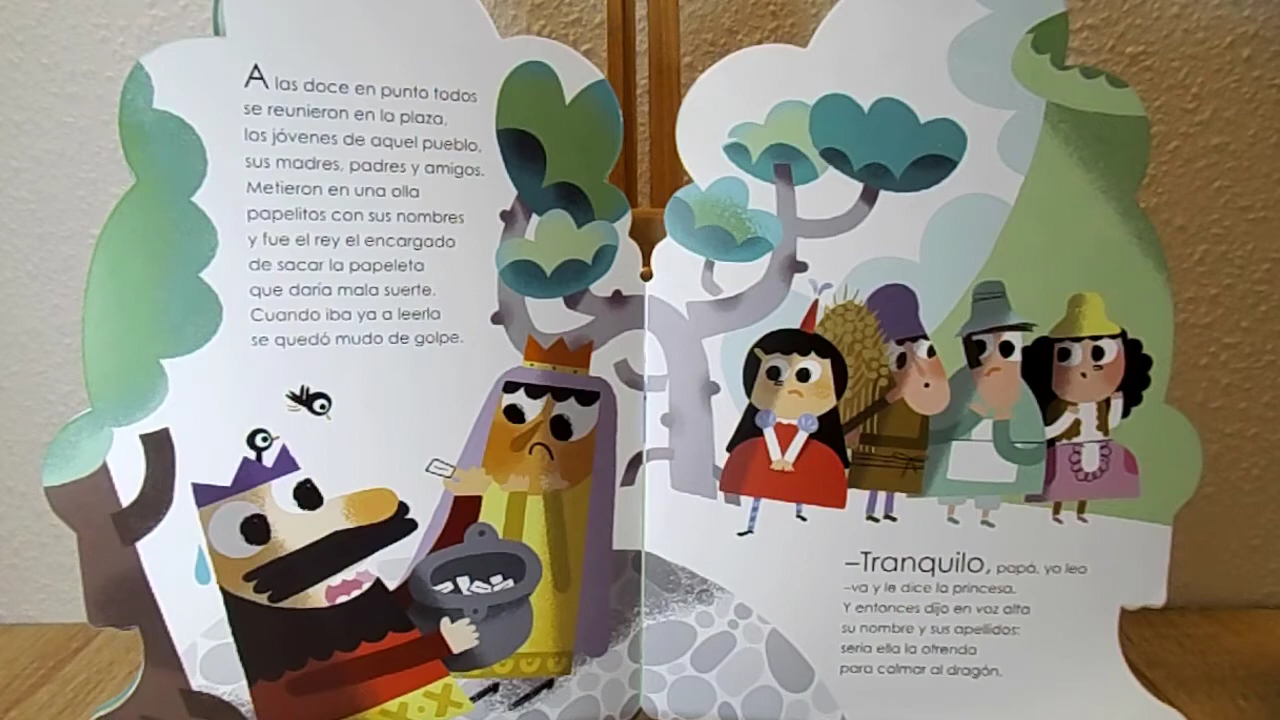 A las doce en punto todos
se reunieron en la plaza,
los jóvenes de aquel pueblo,
sus madres, padres y amigos.
Metieron en una olla
papelitos con sus nombres
y fue el rey el encargado
de sacar la papeleta
que daría mala suerte.
Cuando iba ya a leerla
se quedó mudo de golpe.
–Tranquilo, papá, yo leo
–va y le dice la princesa.
Y entonces dijo en voz alta
su nombre y sus apellidos:
sería ella la ofrenda
para calmar al dragón.